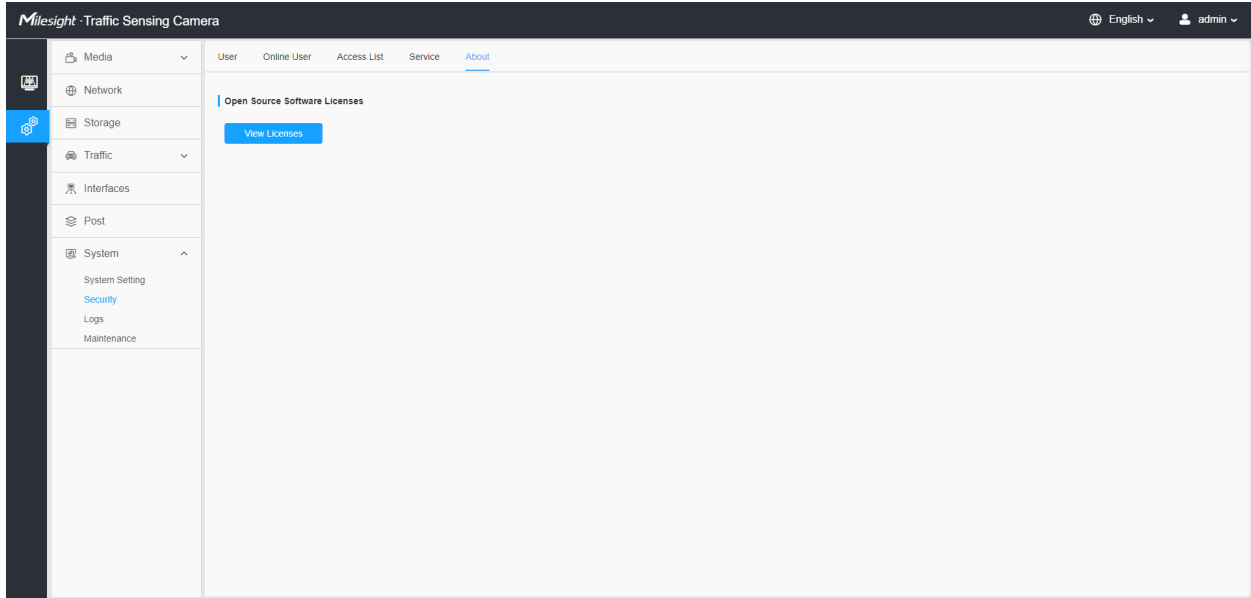 Milesight · Traffic Sensing Camera
English
admin
Media
Network
Storage
Traffic
Interfaces
Post
System
System Setting
Security
Logs
Maintenance
User Online User Access List Service About
Open Source Software Licenses
View Licenses